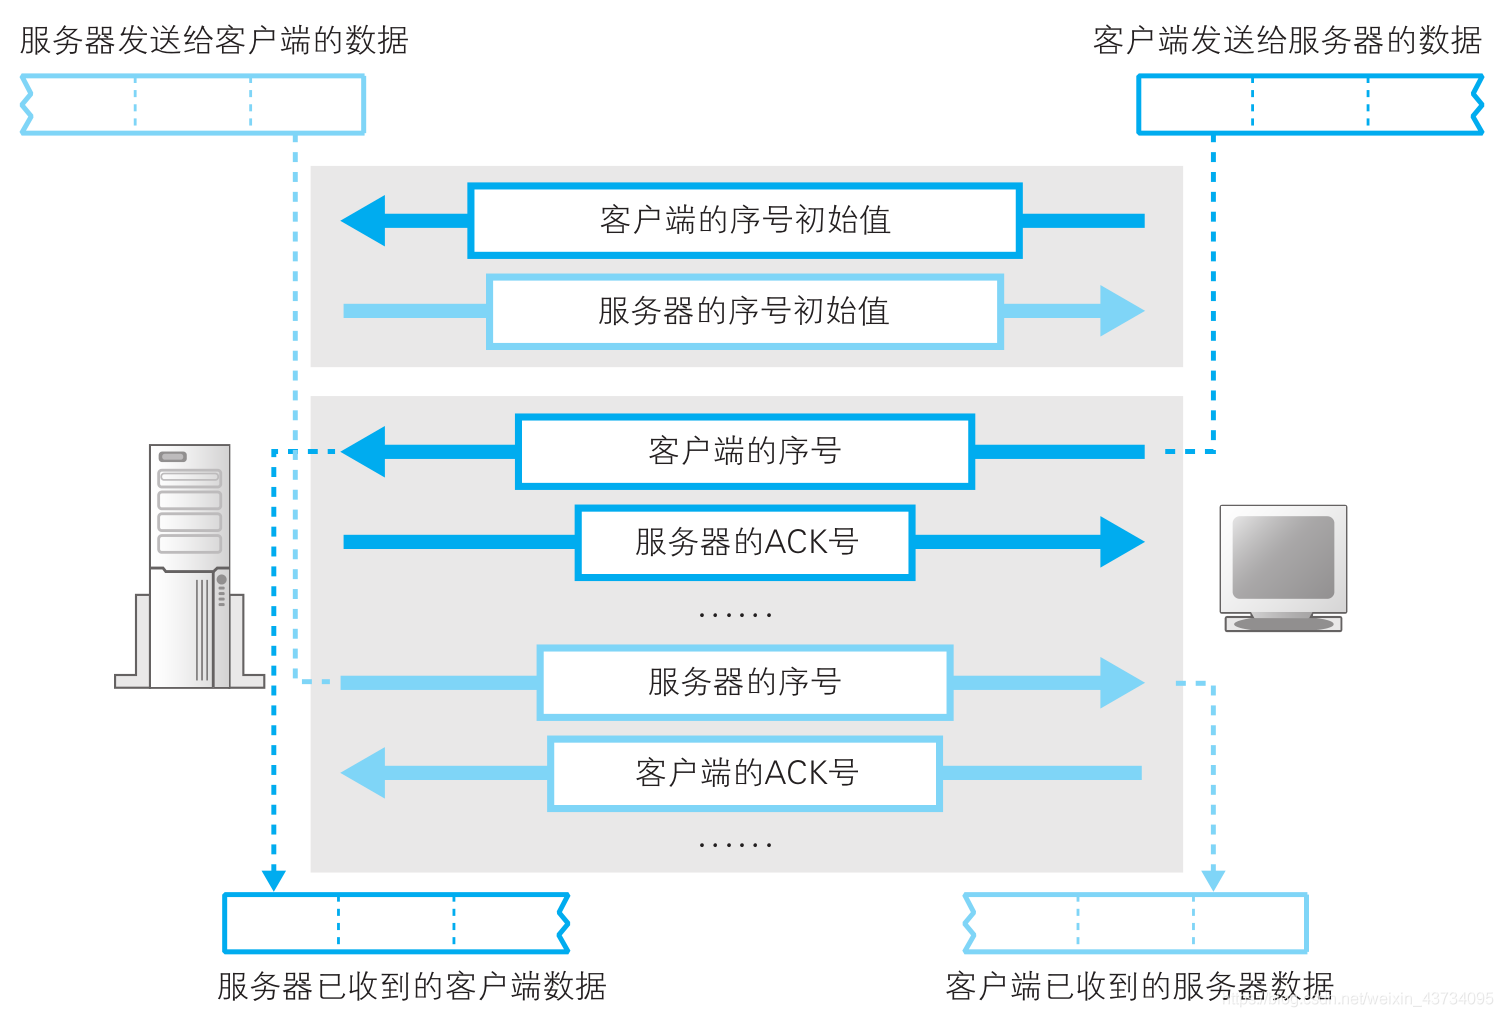 服务器发送给客户端的数据
客户端发送给服务器的数据
客户端的序号初始值
服务器的序号初始值
客户端的序号
服务器的ACK号
······
服务器的序号
客户端的ACK号
······
服务器已收到的客户端数据
客户端已收到的服务器数据
https://blog.csdn.net/weixin_43734095